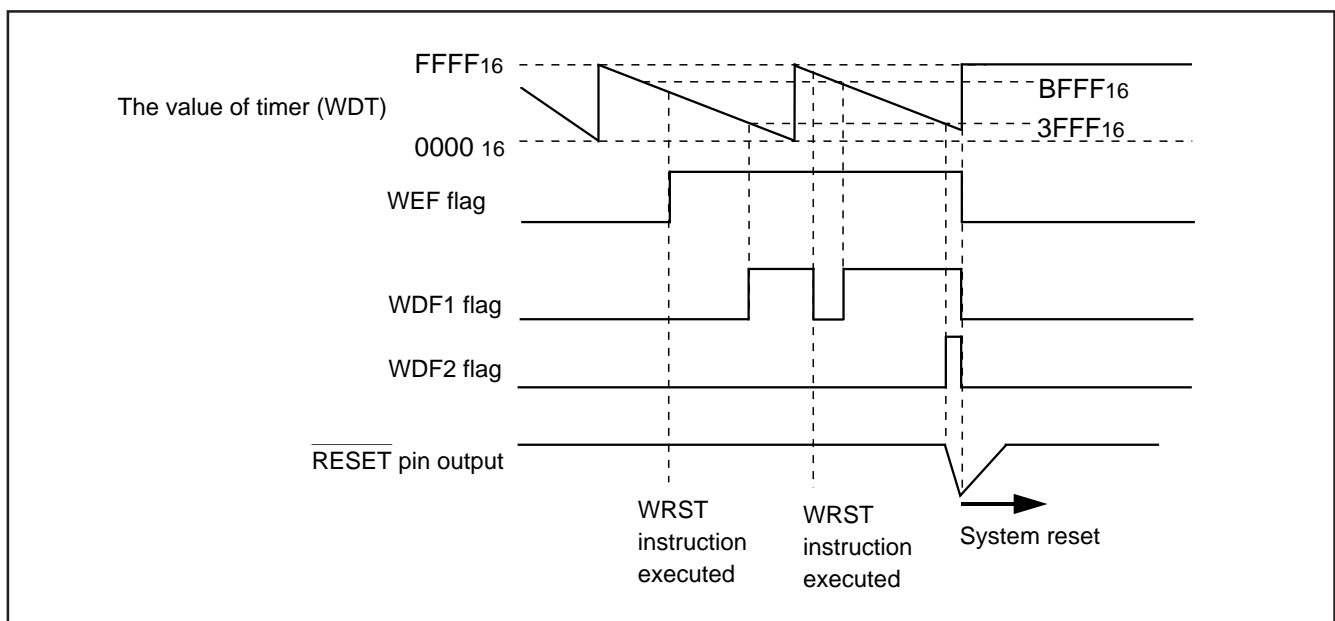 FFFF16
The value of timer (WDT)
BFFF16
3FFF16
0000 16
WEF flag
WDF1 flag
WDF2 flag
RESET pin output
WRST
instruction
executed
WRST
instruction
executed
System reset